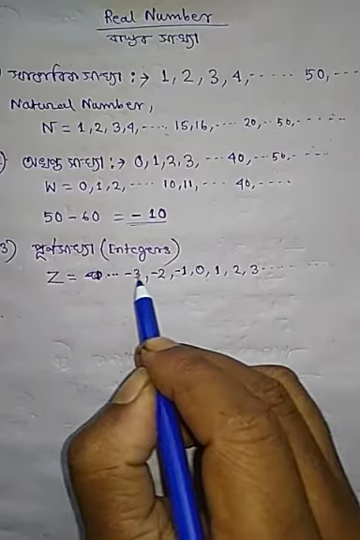 Real Number
বাস্তব সংখ্যা
স্বাভাবিক সংখ্যা :→ 1, 2, 3, 4, ..... 50, ...
Natural Number,
N = 1, 2, 3, 4, .... 15, 16, .... 20, .. 50, ......
অখণ্ড সংখ্যা :→ 0, 1, 2, 3, ... 40, .. 50, ....
W = 0, 1, 2, .... 10, 11, .... 40, ....
50 - 60 = - 10
3) পূর্ণসংখ্যা (Integers)
Z = ... -3, -2, -1, 0, 1, 2, 3 ......